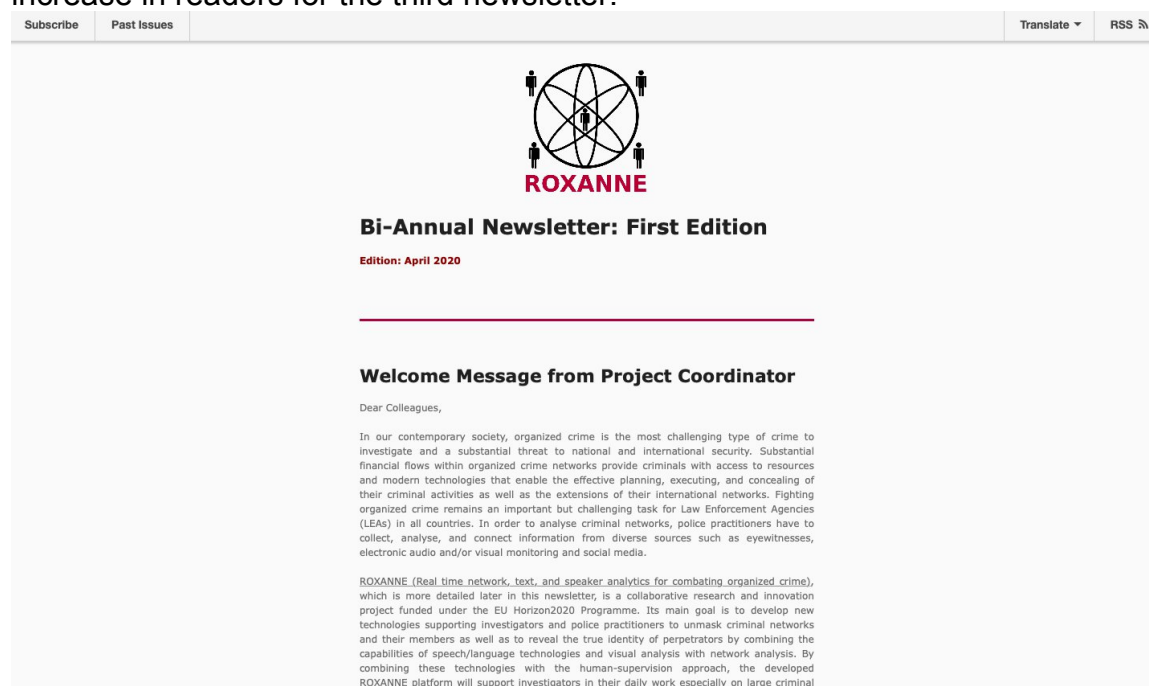 increase in readers for the third newsletter.
Subscribe Past Issues Translate RSS
ROXANNE
Bi-Annual Newsletter: First Edition
Edition: April 2020
Welcome Message from Project Coordinator
Dear Colleagues,
In our contemporary society, organized crime is the most challenging type of crime to
investigate and a substantial threat to national and international security. Substantial
financial flows within organized crime networks provide criminals with access to resources
and modern technologies that enable the effective planning, executing, and concealing of
their criminal activities as well as the extensions of their international networks. Fighting
organized crime remains an important but challenging task for Law Enforcement Agencies
(LEAs) in all countries. In order to analyse criminal networks, police practitioners have to
collect, analyse, and connect information from diverse sources such as eyewitnesses,
electronic audio and/or visual monitoring and social media.
ROXANNE (Real time network, text, and speaker analytics for combating organized crime),
which is more detailed later in this newsletter, is a collaborative research and innovation
project funded under the EU Horizon2020 Programme. Its main goal is to develop new
technologies supporting investigators and police practitioners to unmask criminal networks
and their members as well as to reveal the true identity of perpetrators by combining the
capabilities of speech/language technologies and visual analysis with network analysis. By
combining these technologies with the human-supervision approach, the developed
ROXANNE platform will support investigators in their daily work especially on large criminal